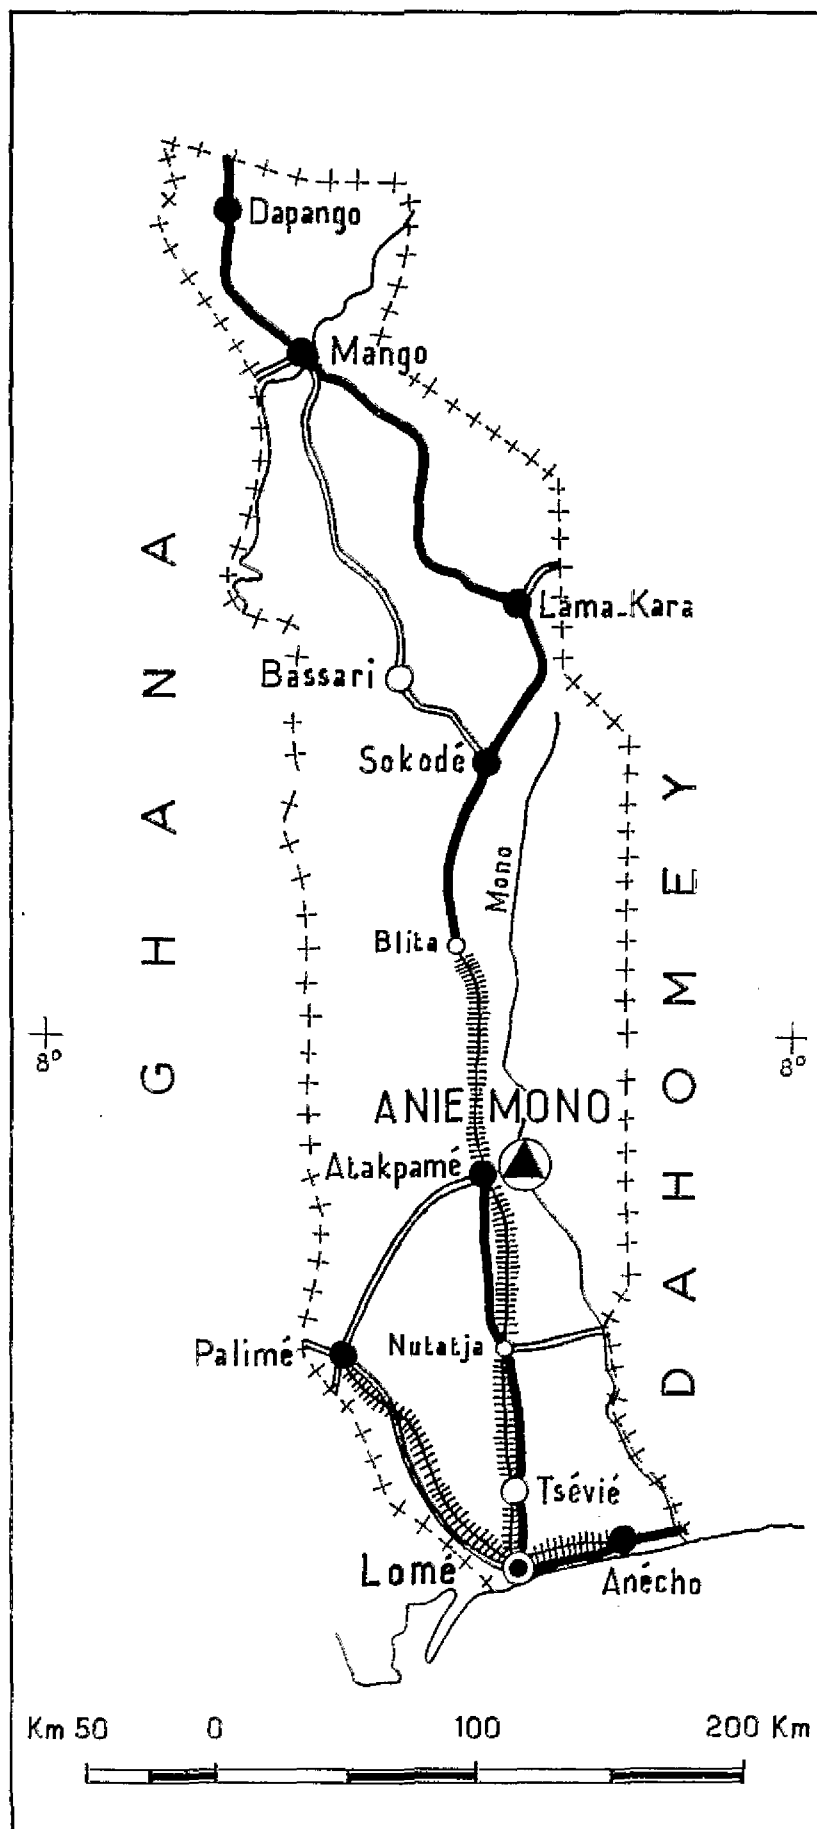 Dapango
Mango
GHANA
Lama-Kara
Bassari
Sokodé
Mono
DAHOMEY
Blita
8°
8°
ANIE MONO
Atakpamé
Palimé
Nutatja
Tsévié
Lomé
Anécho
Km 50 0 100 200 Km